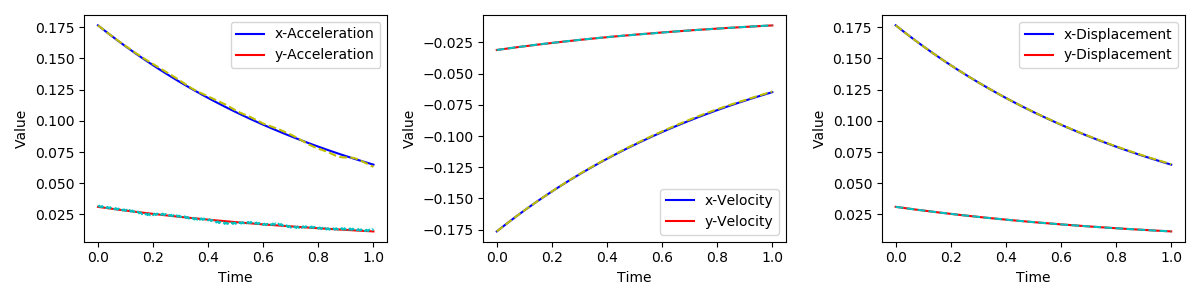 0.175
0.150
0.125
0.100
0.075
0.050
0.025
Value
0.0 0.2 0.4 0.6 0.8 1.0
Time
x-Acceleration
y-Acceleration
−0.025
−0.050
−0.075
−0.100
−0.125
−0.150
−0.175
Value
0.0 0.2 0.4 0.6 0.8 1.0
Time
x-Velocity
y-Velocity
0.175
0.150
0.125
0.100
0.075
0.050
0.025
Value
0.0 0.2 0.4 0.6 0.8 1.0
Time
x-Displacement
y-Displacement